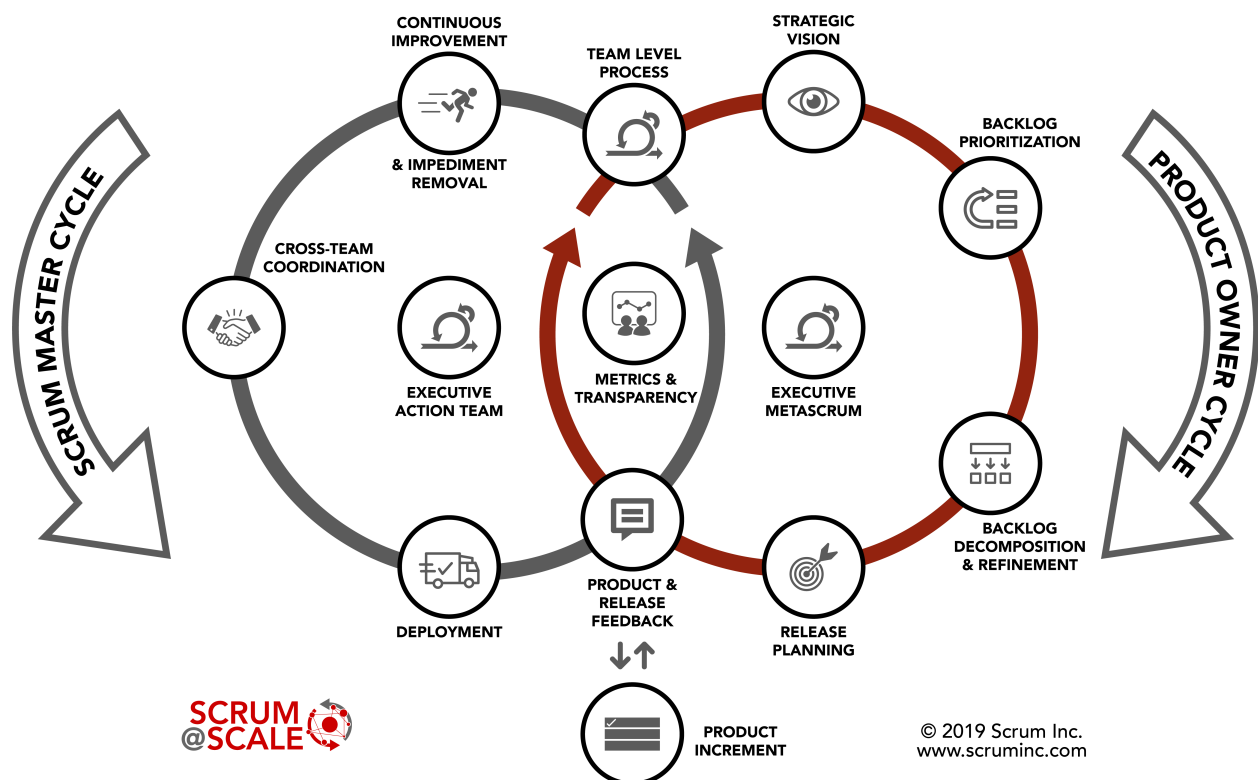 CONTINUOUS
IMPROVEMENT
& IMPEDIMENT
REMOVAL
TEAM LEVEL
PROCESS
STRATEGIC
VISION
BACKLOG
PRIORITIZATION
SCRUM MASTER CYCLE
CROSS-TEAM
COORDINATION
PRODUCT OWNER CYCLE
EXECUTIVE
ACTION TEAM
METRICS &
TRANSPARENCY
EXECUTIVE
METASCRUM
BACKLOG
DECOMPOSITION
& REFINEMENT
DEPLOYMENT
PRODUCT &
RELEASE
FEEDBACK
RELEASE
PLANNING
PRODUCT
INCREMENT
SCRUM
@SCALE
© 2019 Scrum Inc.
www.scruminc.com